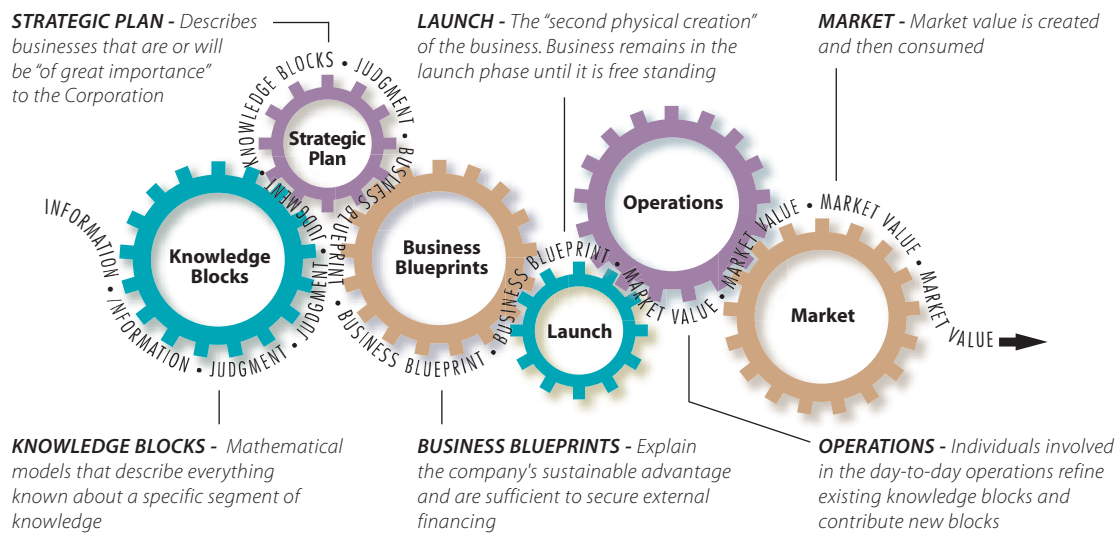 STRATEGIC PLAN - Describes
businesses that are or will
be “of great importance”
to the Corporation
LAUNCH - The “second physical creation”
of the business. Business remains in the
launch phase until it is free standing
MARKET - Market value is created
and then consumed
INFORMATION • INFORMATION • JUDGMENT • JUDGMENT • JUDGMENT • KNOWLEDGE BLOCKS • JUDGMENT • BUSINESS BLUEPRINT • BUSINESS BLUEPRINT • BUSINESS BLUEPRINT • MARKET VALUE • MARKET VALUE • MARKET VALUE • MARKET VALUE
Strategic
Plan
Knowledge
Blocks
Business
Blueprints
Launch
Operations
Market
KNOWLEDGE BLOCKS - Mathematical
models that describe everything
known about a specific segment of
knowledge
BUSINESS BLUEPRINTS - Explain
the company's sustainable advantage
and are sufficient to secure external
financing
OPERATIONS - Individuals involved
in the day-to-day operations refine
existing knowledge blocks and
contribute new blocks